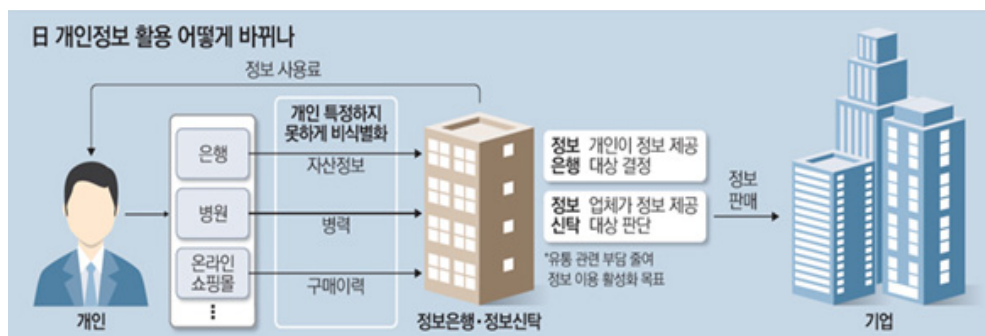 日 개인정보 활용 어떻게 바뀌나
정보 사용료
개인 특정하지
못하게 비식별화
은행
자산정보
병원
병력
온라인
쇼핑몰
구매이력
⋮
개인
정보은행·정보신탁
정보 은행 개인이 정보 제공 대상 결정
정보 신탁 업체가 정보 제공 대상 판단
*유통 관련 부담 줄여
정보 이용 활성화 목표
정보
판매
기업